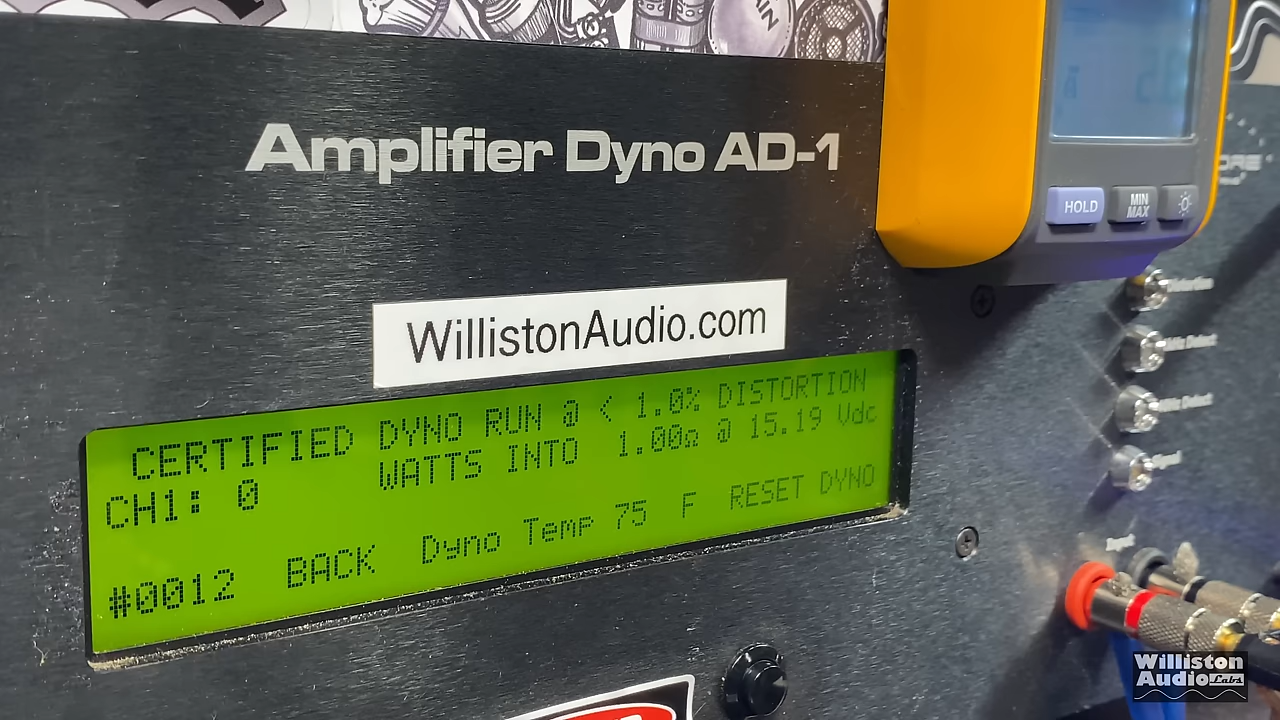 Amplifier Dyno AD-1
HOLD
MIN
MAX
WillistonAudio.com
CERTIFIED DYNO RUN @ < 1.0% DISTORTION
CH1: 0 WATTS INTO 1.00Ω @ 15.19 Vdc
#0012 BACK Dyno Temp 75 F RESET DYNO
Input
Williston
Audio Labs